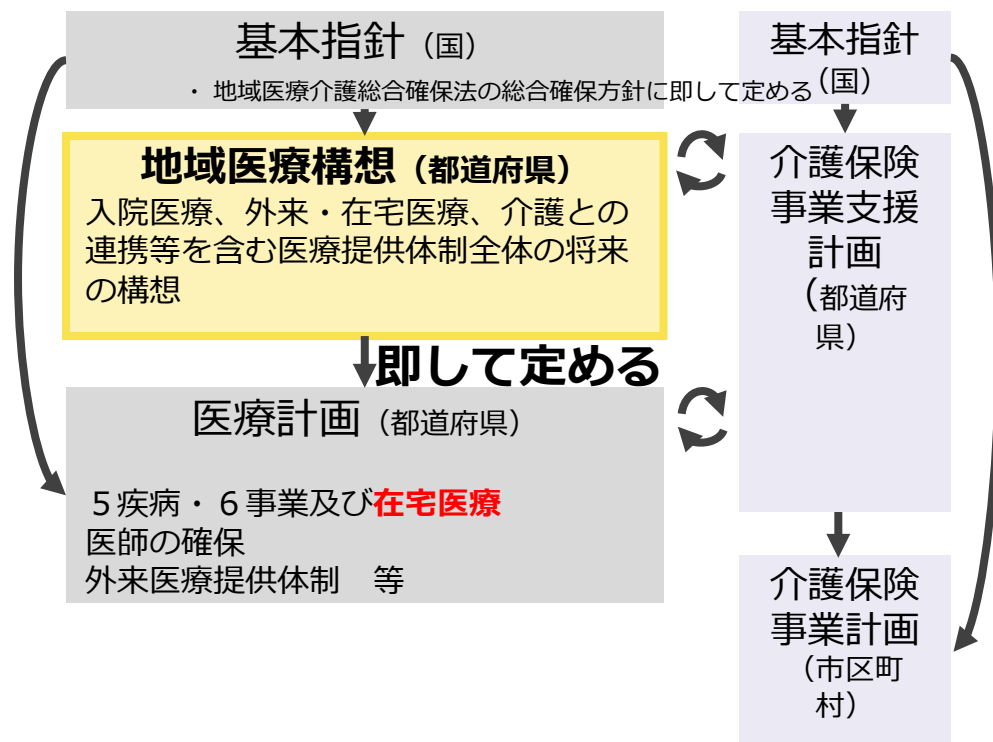 基本指針（国）
・ 地域医療介護総合確保法の総合確保方針に即して定める
地域医療構想（都道府県）
入院医療、外来・在宅医療、介護との
連携等を含む医療提供体制全体の将来
の構想
即して定める
医療計画（都道府県）
５疾病・６事業及び在宅医療
医師の確保
外来医療提供体制　等
基本指針
（国）
介護保険
事業支援
計画
（都道府
県）
介護保険
事業計画
（市区町
村）